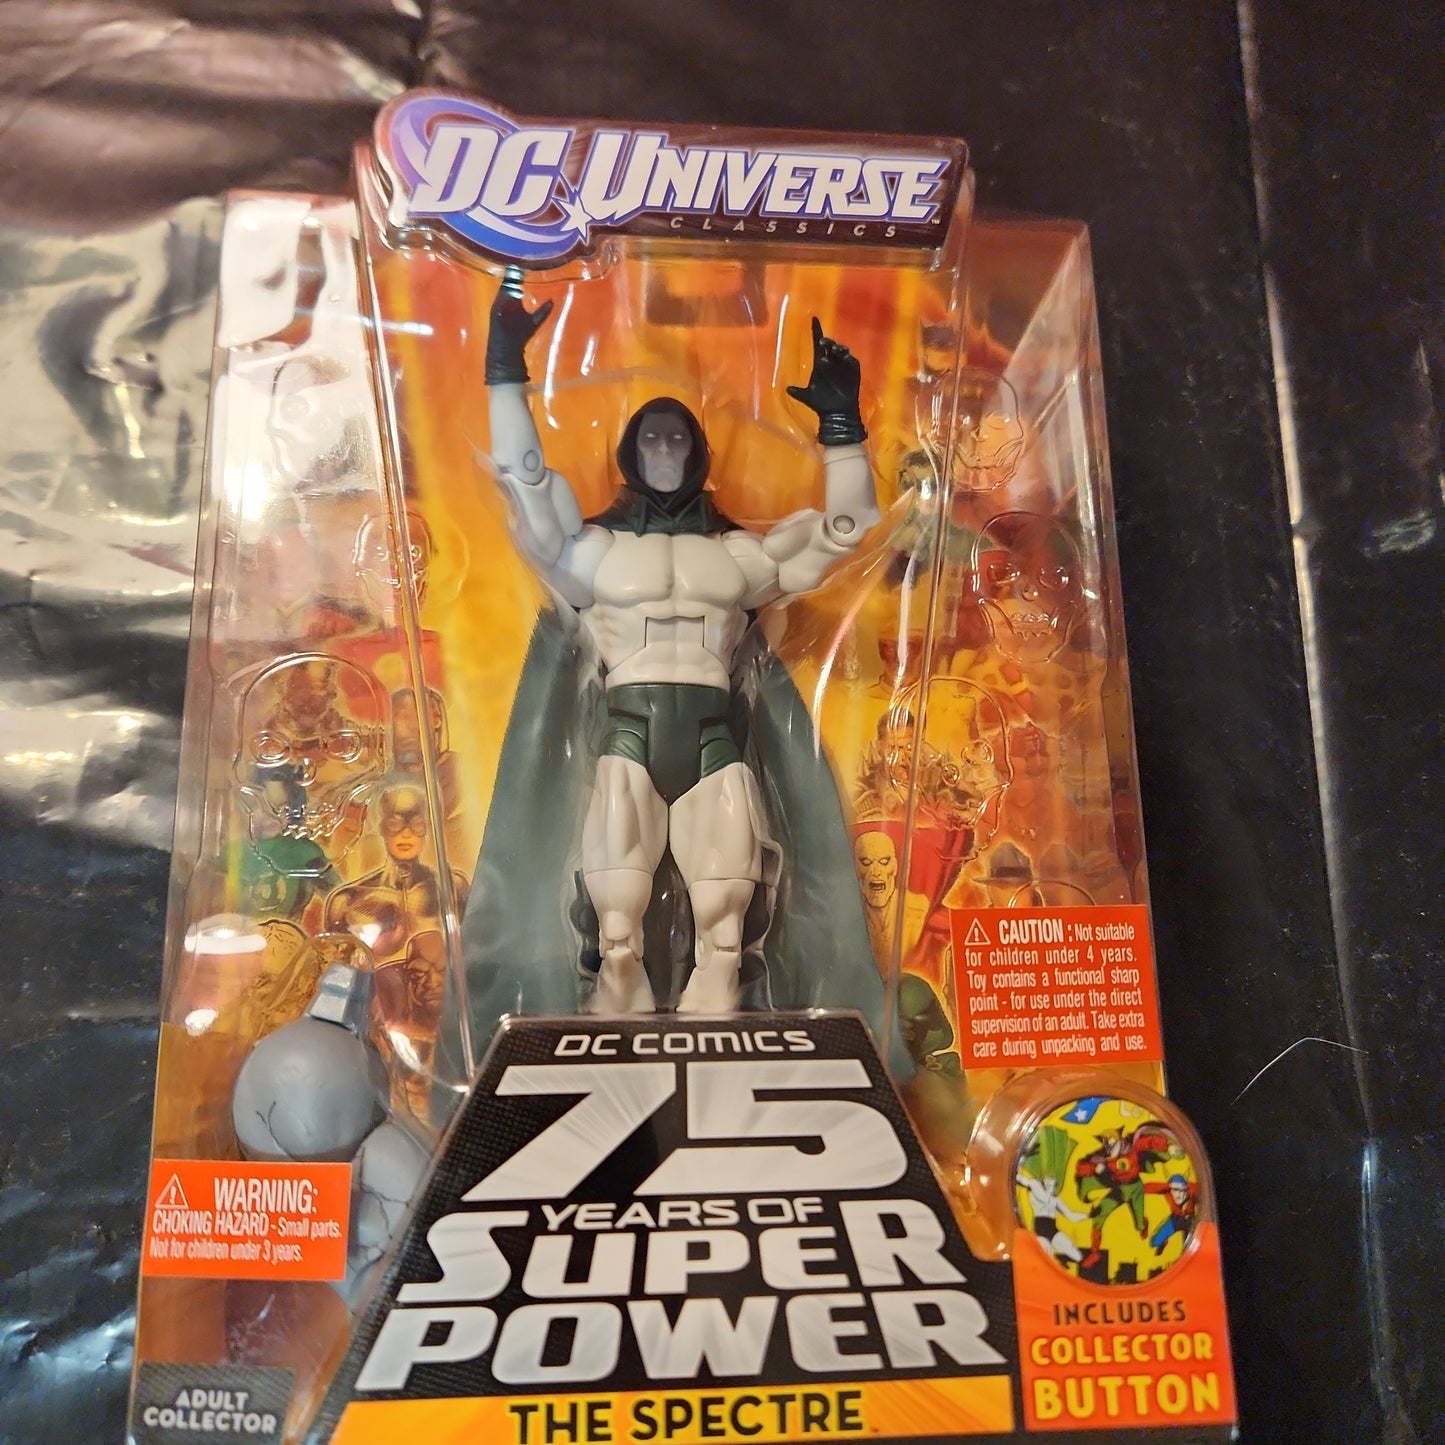 DC UNIVERSE™
CLASSICS
⚠ CAUTION : Not suitable
for children under 4 years.
Toy contains a functional sharp
point - for use under the direct
supervision of an adult. Take extra
care during unpacking and use.
DC COMICS
75
YEARS OF
SUPER
POWER
THE SPECTRE™
⚠ WARNING:
CHOKING HAZARD - Small parts.
Not for children under 3 years.
ADULT
COLLECTOR
INCLUDES
COLLECTOR
BUTTON